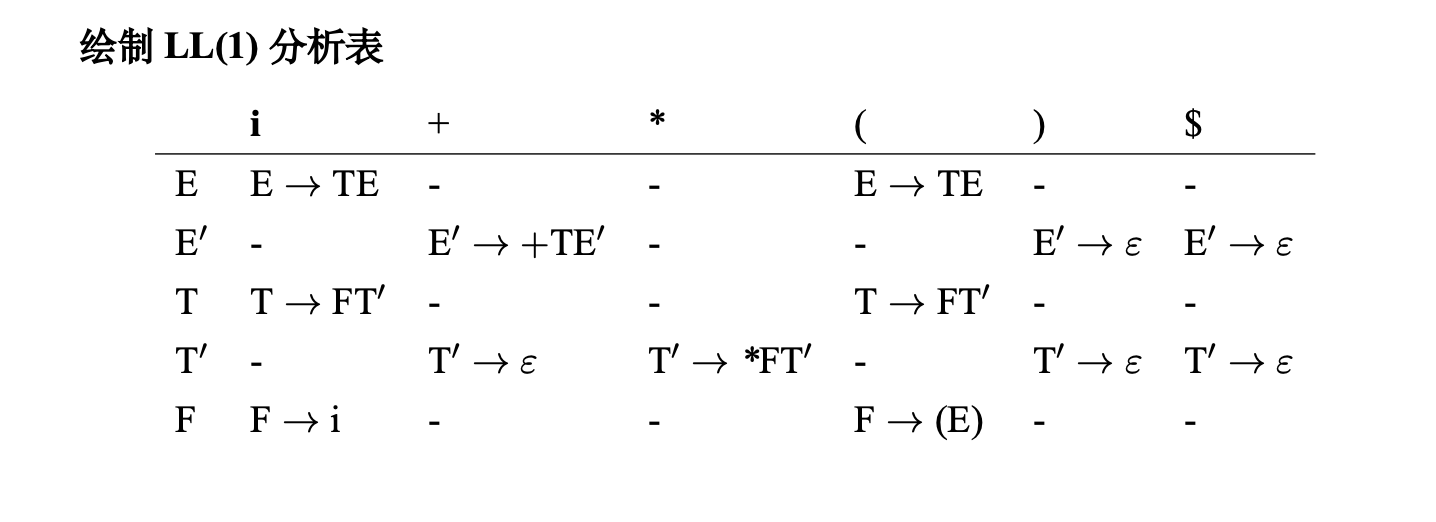 绘制 LL(1) 分析表
i + * ( ) $
E E → TE - - E → TE - -
E′ - E′ → +TE′ - - E′ → ε E′ → ε
T T → FT′ - - T → FT′ - -
T′ - T′ → ε T′ → *FT′ - T′ → ε T′ → ε
F F → i - - F → (E) - -